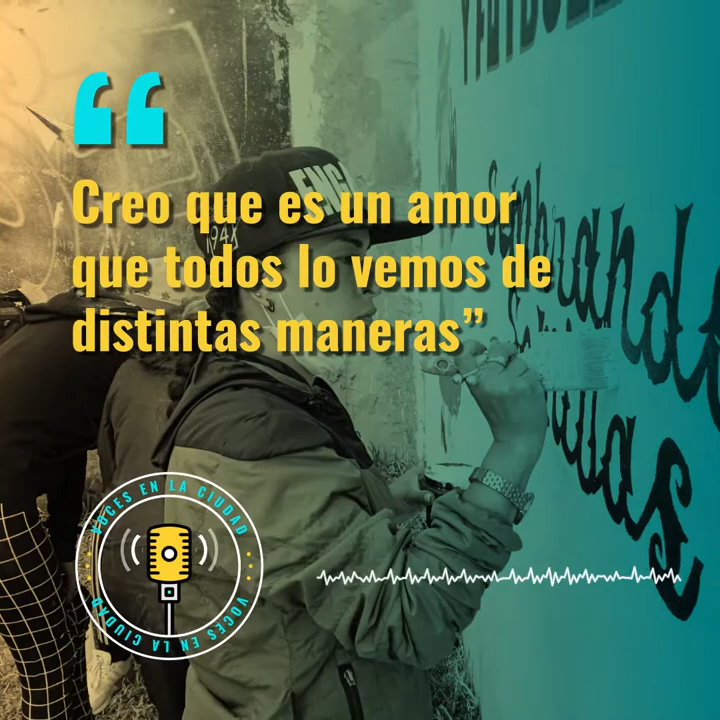 “
Creo que es un amor
que todos lo vemos de
distintas maneras”
VOCES EN LA CIUDAD
VOCES EN LA CIUDAD
Sembrando